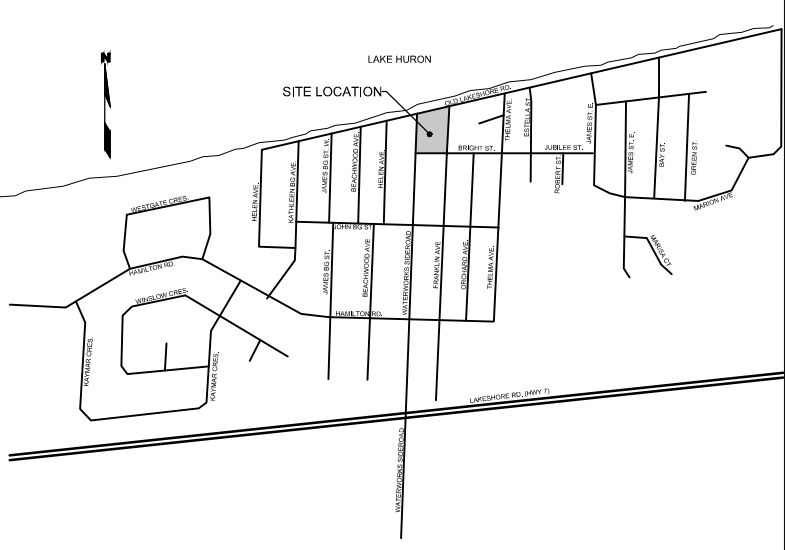 N
LAKE HURON
SITE LOCATION
OLD LAKESHORE RD.
THELMA AVE.
ESTELLA ST.
JAMES ST. E.
JAMES ST. E.
BAY ST.
GREEN ST.
BRIGHT ST.
JUBILEE ST.
ROBERT ST.
MARION AVE.
MARISA CT.
HELEN AVE.
KATHLEEN BG AVE.
JAMES BG ST. W.
BEACHWOOD AVE.
HELEN AVE.
WESTGATE CRES.
JOHN BG ST.
JAMES BG ST.
BEACHWOOD AVE
WATERWORKS SIDEROAD
FRANKLIN AVE
ORCHARD AVE.
THELMA AVE.
HAMILTON RD.
WINSLOW CRES.
HAMILTON RD.
KAYMAR CRES.
KAYMAR CRES.
LAKESHORE RD. (HWY 7)
WATERWORKS SIDEROAD